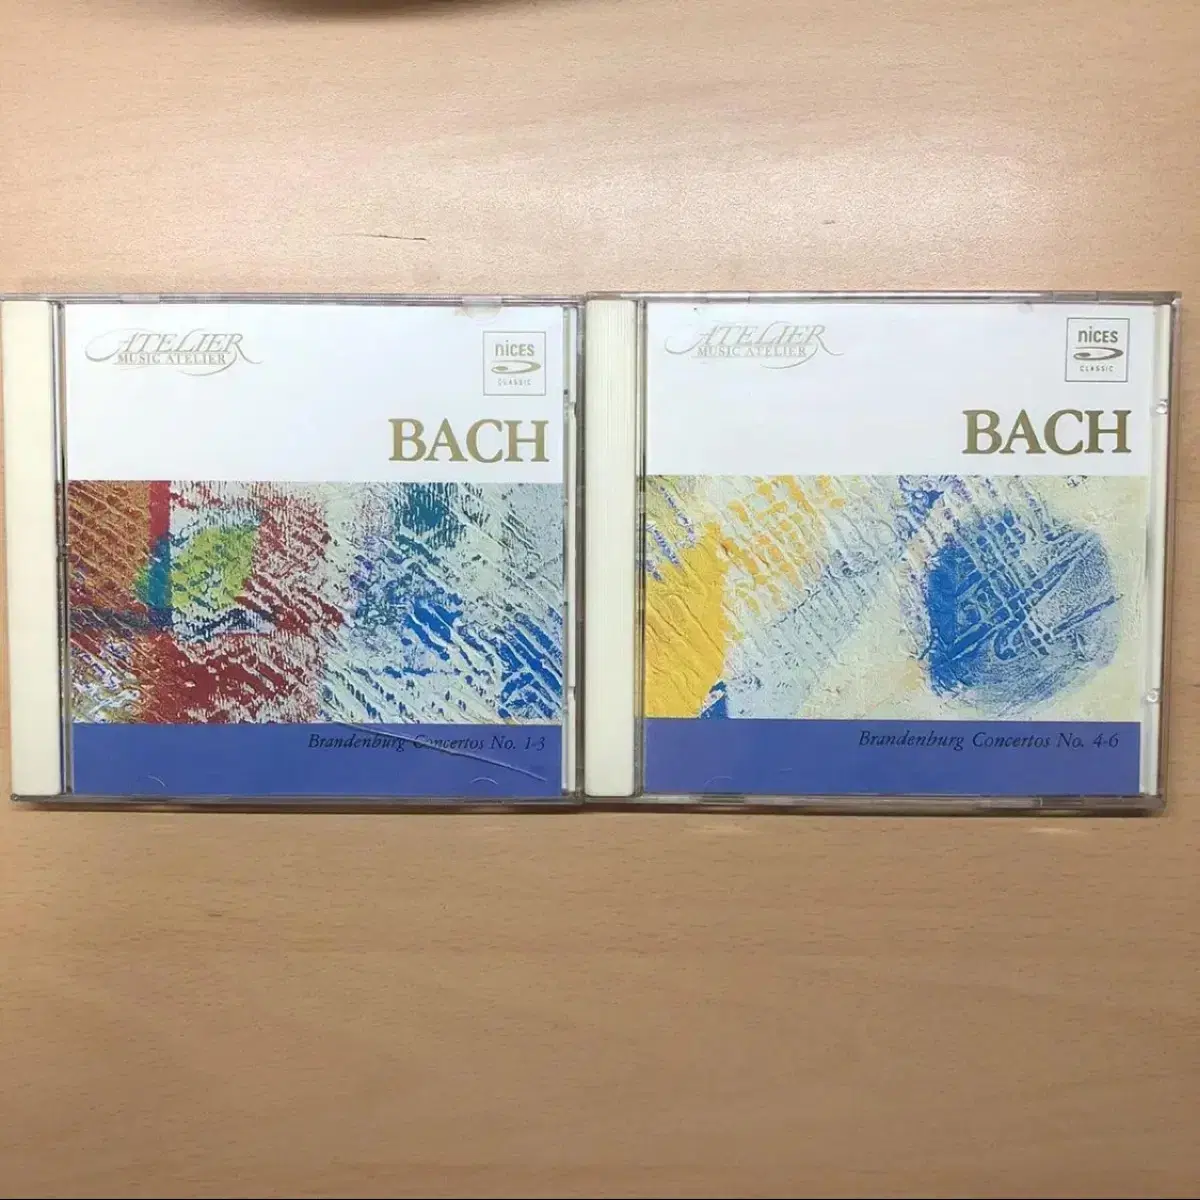 ATELIER
MUSIC ATELIER
nices
CLASSIC
BACH
Brandenburg Concertos No. 1-3
ATELIER
MUSIC ATELIER
nices
CLASSIC
BACH
Brandenburg Concertos No. 4-6